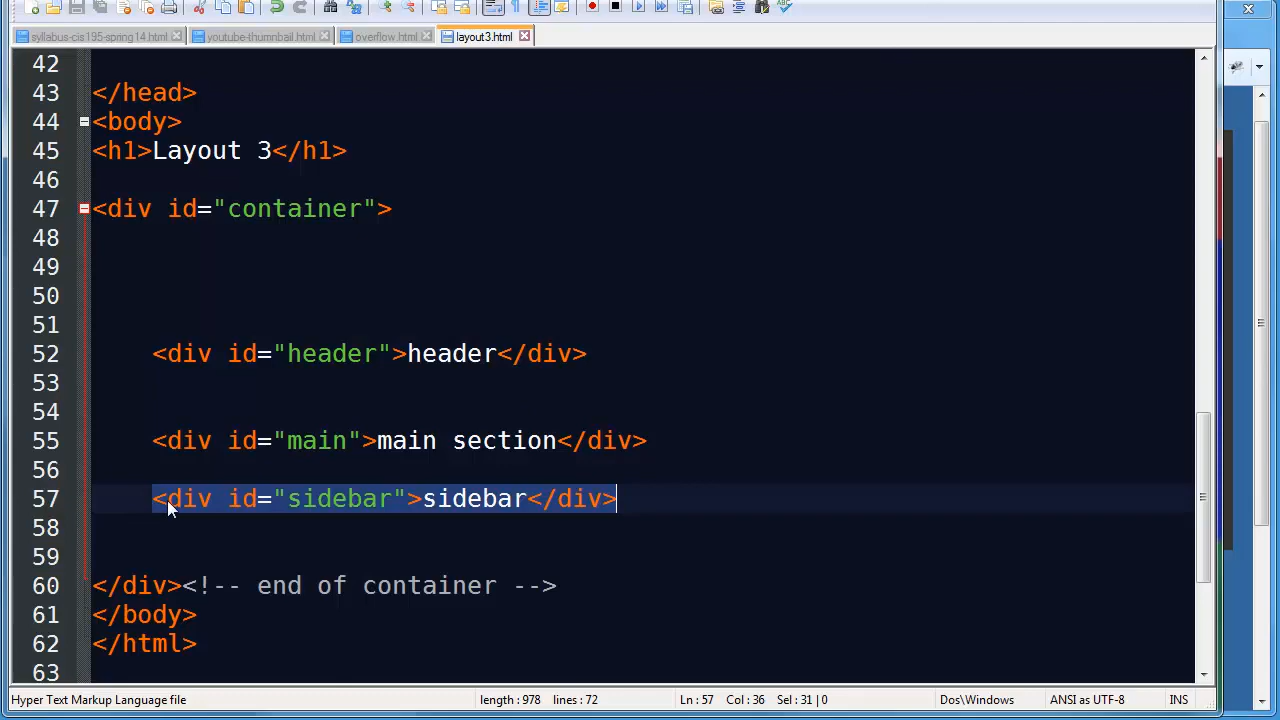 syllabus-cis195-spring14.html youtube-thumnbail.html overflow.html layout3.html
42
43 </head>
44 <body>
45 <h1>Layout 3</h1>
46
47 <div id="container">
48
49
50
51
52 <div id="header">header</div>
53
54
55 <div id="main">main section</div>
56
57 <div id="sidebar">sidebar</div>
58
59
60 </div><!-- end of container -->
61 </body>
62 </html>
63
Hyper Text Markup Language file length : 978 lines : 72 Ln : 57 Col : 36 Sel : 31 | 0 Dos\Windows ANSI as UTF-8 INS